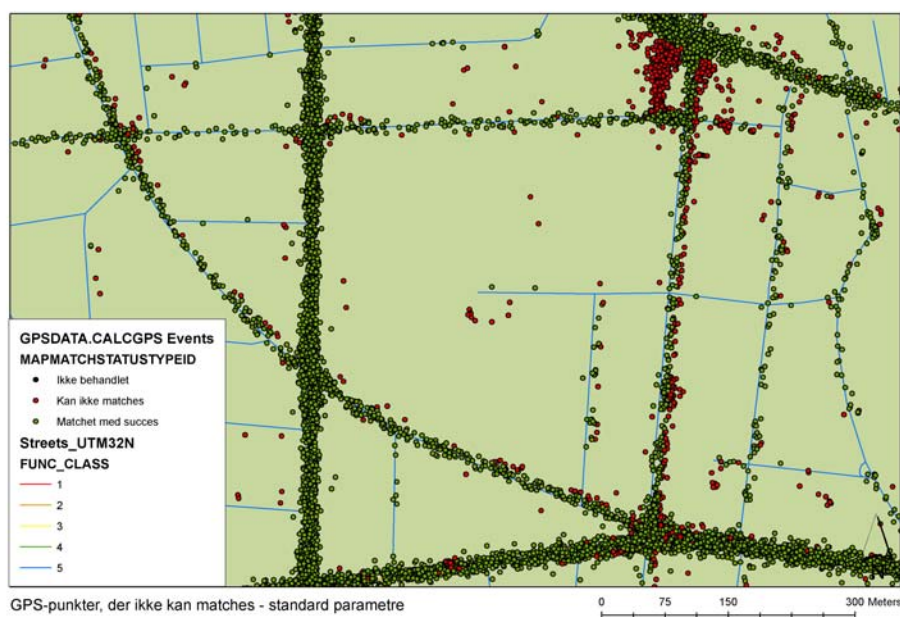 GPSDATA.CALCGPS Events
MAPMATCHSTATUSTYPEID
Ikke behandlet
Kan ikke matches
Matchet med succes
Streets_UTM32N
FUNC_CLASS
1
2
3
4
5
GPS-punkter, der ikke kan matches - standard parametre
0 75 150 300 Meters